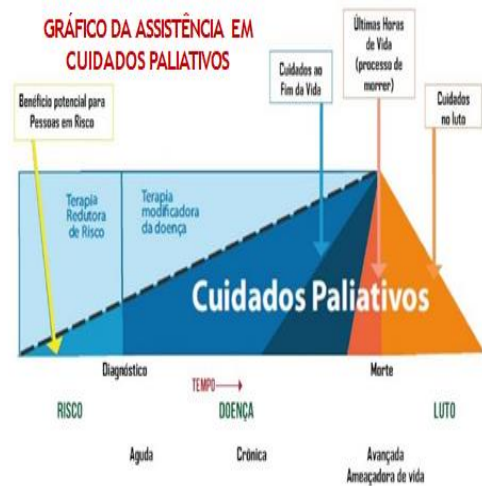 GRÁFICO DA ASSISTÊNCIA EM
CUIDADOS PALIATIVOS
Benefício potencial para
Pessoas em Risco
Cuidados ao
Fim da Vida
Últimas Horas
de Vida
(processo de
morrer)
Cuidados
no luto
Terapia
Redutora
de Risco
Terapia
modificadora
da doença
Cuidados Paliativos
Diagnóstico
Morte
TEMPO
RISCO
DOENÇA
LUTO
Aguda
Crônica
Avançada
Ameaçadora de vida